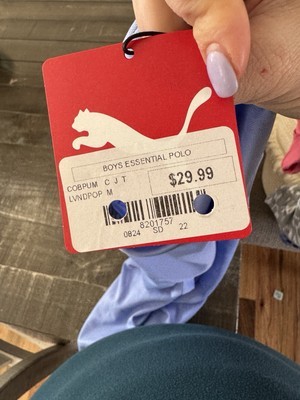 BOYS ESSENTIAL POLO
COBPUM C J T
$29.99
LVNDPOP M
8201757
0824 SD 22